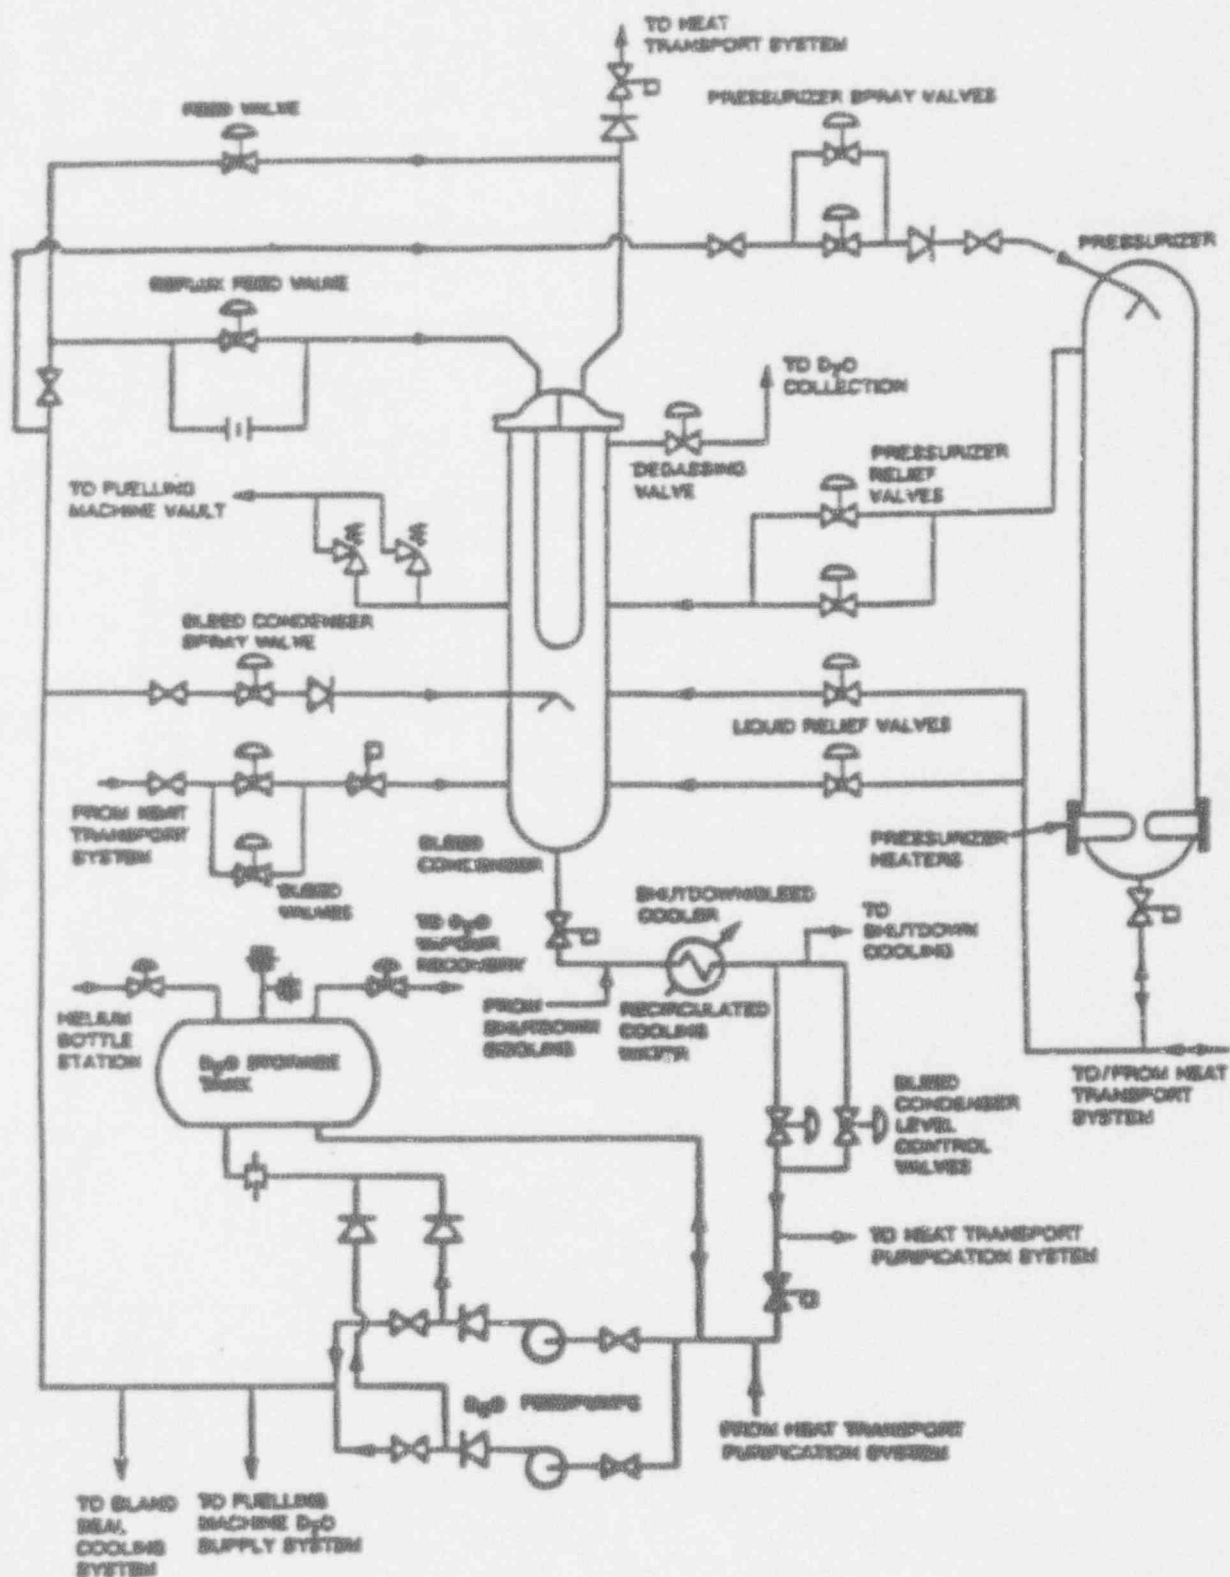 TO HEAT
TRANSPORT SYSTEM
FEED VALVE
PRESSURIZER SPRAY VALVES
PRESSURIZER
REFLUX FEED VALVE
TO D₂O
COLLECTION
DEGASSING
VALVE
PRESSURIZER
RELIEF
VALVES
TO FUELLING
MACHINE VAULT
BLEED CONDENSER
SPRAY VALVE
LIQUID RELIEF VALVES
FROM HEAT
TRANSPORT
SYSTEM
BLEED
VALVES
BLEED
CONDENSER
PRESSURIZER
HEATERS
SHUTDOWN/BLEED
COOLER
TO
SHUTDOWN
COOLING
TO D₂O
VAPOUR
RECOVERY
FROM
SHUTDOWN
COOLING
RECIRCULATED
COOLING
WATER
HELIUM
BOTTLE
STATION
D₂O STORAGE
TANK
BLEED
CONDENSER
LEVEL
CONTROL
VALVES
TO/FROM HEAT
TRANSPORT
SYSTEM
TO HEAT TRANSPORT
PURIFICATION SYSTEM
D₂O FEEDPUMPS
FROM HEAT TRANSPORT
PURIFICATION SYSTEM
TO GLAND
SEAL
COOLING
SYSTEM
TO FUELLING
MACHINE D₂O
SUPPLY SYSTEM